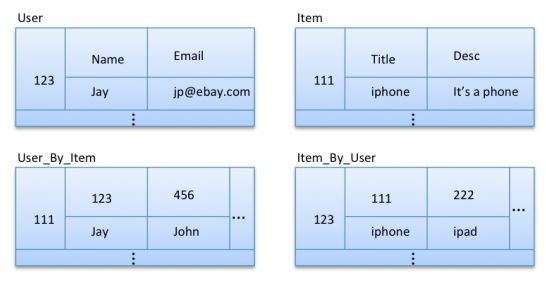 User
Name Email
123
Jay jp@ebay.com
⋮
Item
Title Desc
111
iphone It's a phone
⋮
User_By_Item
123 456
111 ...
Jay John
⋮
Item_By_User
111 222
123 ...
iphone ipad
⋮